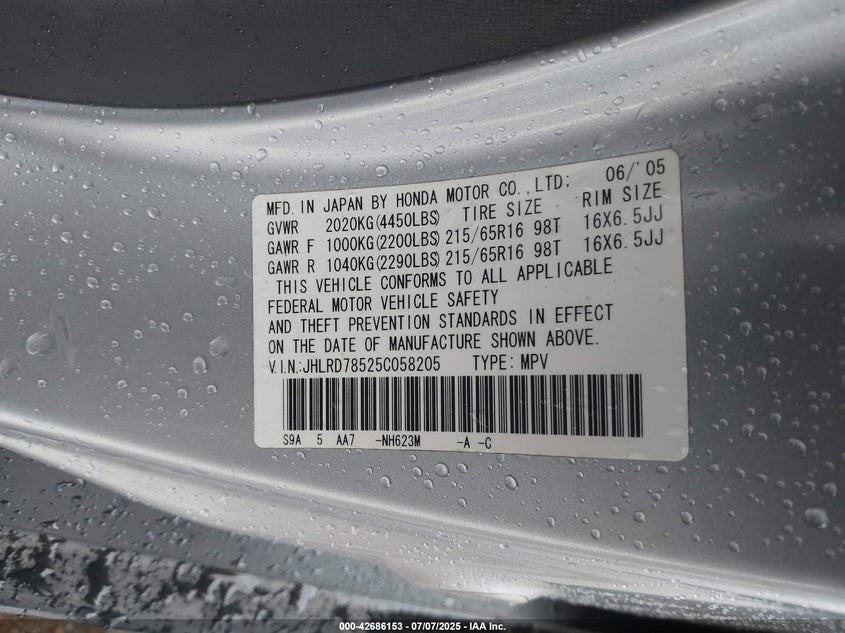 MFD. IN JAPAN BY HONDA MOTOR CO.,LTD; 06/'05
GVWR 2020KG(4450LBS) TIRE SIZE RIM SIZE
GAWR F 1000KG(2200LBS) 215/65R16 98T 16X6.5JJ
GAWR R 1040KG(2290LBS) 215/65R16 98T 16X6.5JJ
THIS VEHICLE CONFORMS TO ALL APPLICABLE
FEDERAL MOTOR VEHICLE SAFETY
AND THEFT PREVENTION STANDARDS IN EFFECT
ON THE DATE OF MANUFACTURE SHOWN ABOVE.
V.I.N.:JHLRD78525C058205 TYPE: MPV
S9A 5 AA7 -NH623M -A -C
000-42686153 - 07/07/2025 - IAA Inc.